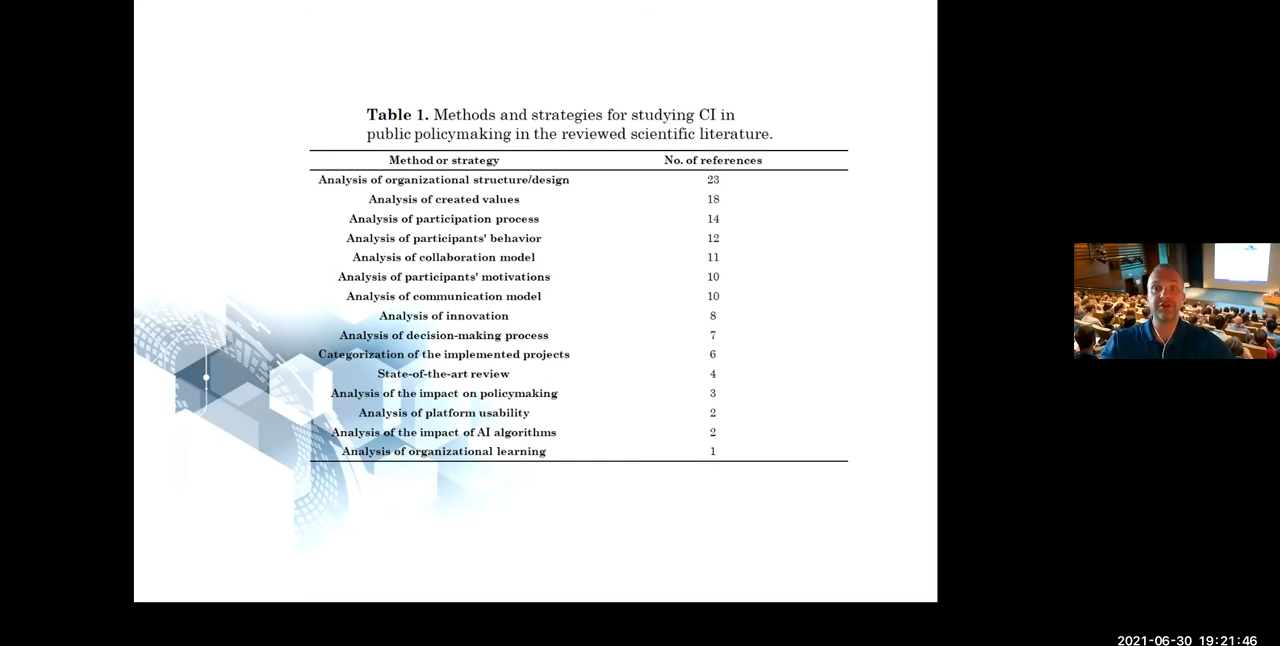 Table 1. Methods and strategies for studying CI in
public policymaking in the reviewed scientific literature.
Method or strategy No. of references
Analysis of organizational structure/design 23
Analysis of created values 18
Analysis of participation process 14
Analysis of participants' behavior 12
Analysis of collaboration model 11
Analysis of participants' motivations 10
Analysis of communication model 10
Analysis of innovation 8
Analysis of decision-making process 7
Categorization of the implemented projects 6
State-of-the-art review 4
Analysis of the impact on policymaking 3
Analysis of platform usability 2
Analysis of the impact of AI algorithms 2
Analysis of organizational learning 1
2021-06-30 19:21:46